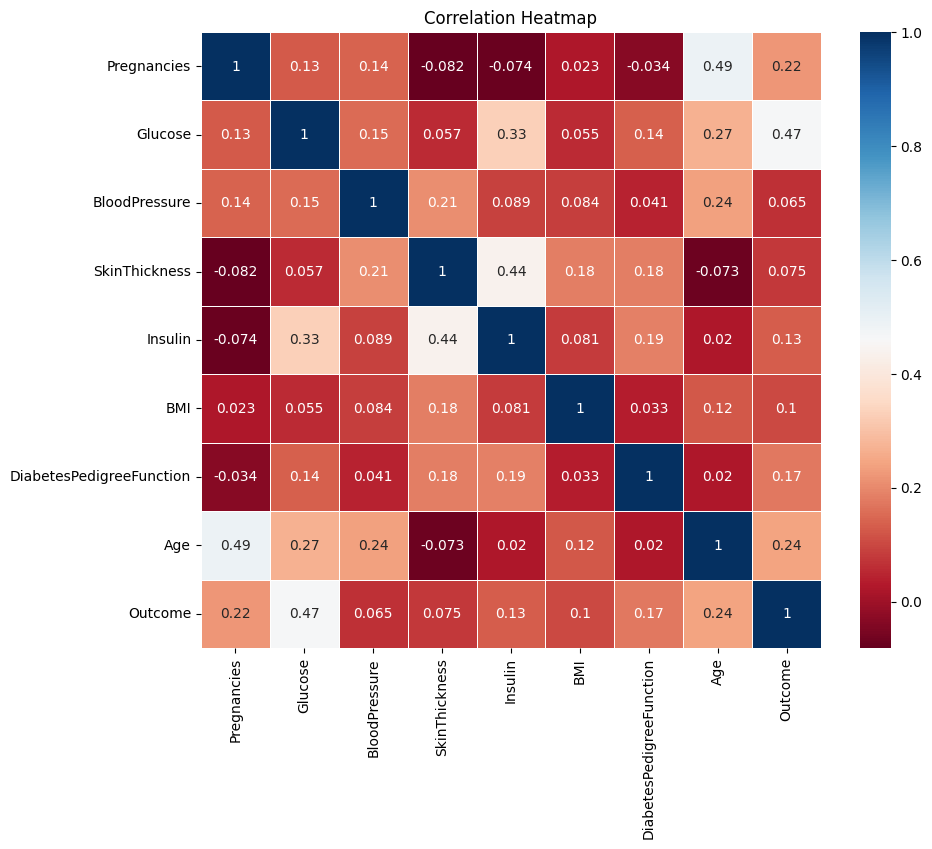 Correlation Heatmap
Pregnancies 1 0.13 0.14 -0.082 -0.074 0.023 -0.034 0.49 0.22
Glucose 0.13 1 0.15 0.057 0.33 0.055 0.14 0.27 0.47
BloodPressure 0.14 0.15 1 0.21 0.089 0.084 0.041 0.24 0.065
SkinThickness -0.082 0.057 0.21 1 0.44 0.18 0.18 -0.073 0.075
Insulin -0.074 0.33 0.089 0.44 1 0.081 0.19 0.02 0.13
BMI 0.023 0.055 0.084 0.18 0.081 1 0.033 0.12 0.1
DiabetesPedigreeFunction -0.034 0.14 0.041 0.18 0.19 0.033 1 0.02 0.17
Age 0.49 0.27 0.24 -0.073 0.02 0.12 0.02 1 0.24
Outcome 0.22 0.47 0.065 0.075 0.13 0.1 0.17 0.24 1
Pregnancies
Glucose
BloodPressure
SkinThickness
Insulin
BMI
DiabetesPedigreeFunction
Age
Outcome
1.0
0.8
0.6
0.4
0.2
0.0